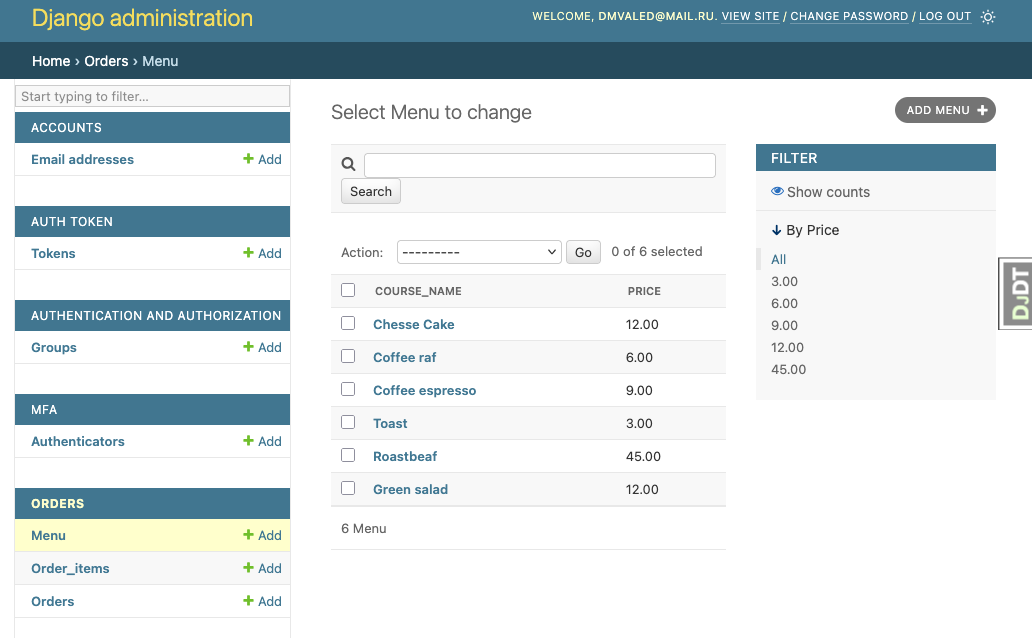 Django administration
WELCOME, DMVALED@MAIL.RU. VIEW SITE / CHANGE PASSWORD / LOG OUT
Home › Orders › Menu
Start typing to filter...
ACCOUNTS
Email addresses + Add
AUTH TOKEN
Tokens + Add
AUTHENTICATION AND AUTHORIZATION
Groups + Add
MFA
Authenticators + Add
ORDERS
Menu + Add
Order_items + Add
Orders + Add
Select Menu to change
ADD MENU +
Search
Action: --------- Go 0 of 6 selected
COURSE_NAME PRICE
Chesse Cake 12.00
Coffee raf 6.00
Coffee espresso 9.00
Toast 3.00
Roastbeaf 45.00
Green salad 12.00
6 Menu
FILTER
Show counts
↓ By Price
All
3.00
6.00
9.00
12.00
45.00
DJDT